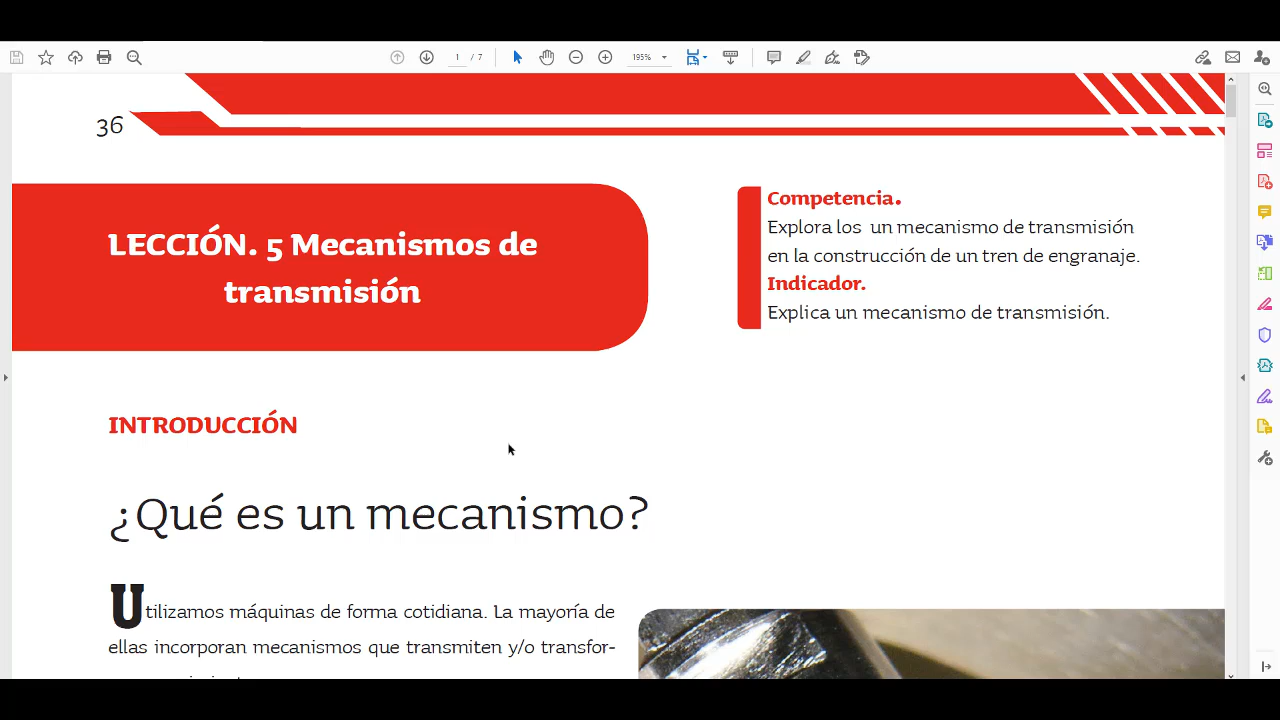 1 / 7
195%
36
LECCIÓN. 5 Mecanismos de
transmisión
Competencia.
Explora los un mecanismo de transmisión
en la construcción de un tren de engranaje.
Indicador.
Explica un mecanismo de transmisión.
INTRODUCCIÓN
¿Qué es un mecanismo?
Utilizamos máquinas de forma cotidiana. La mayoría de
ellas incorporan mecanismos que transmiten y/o transfor-